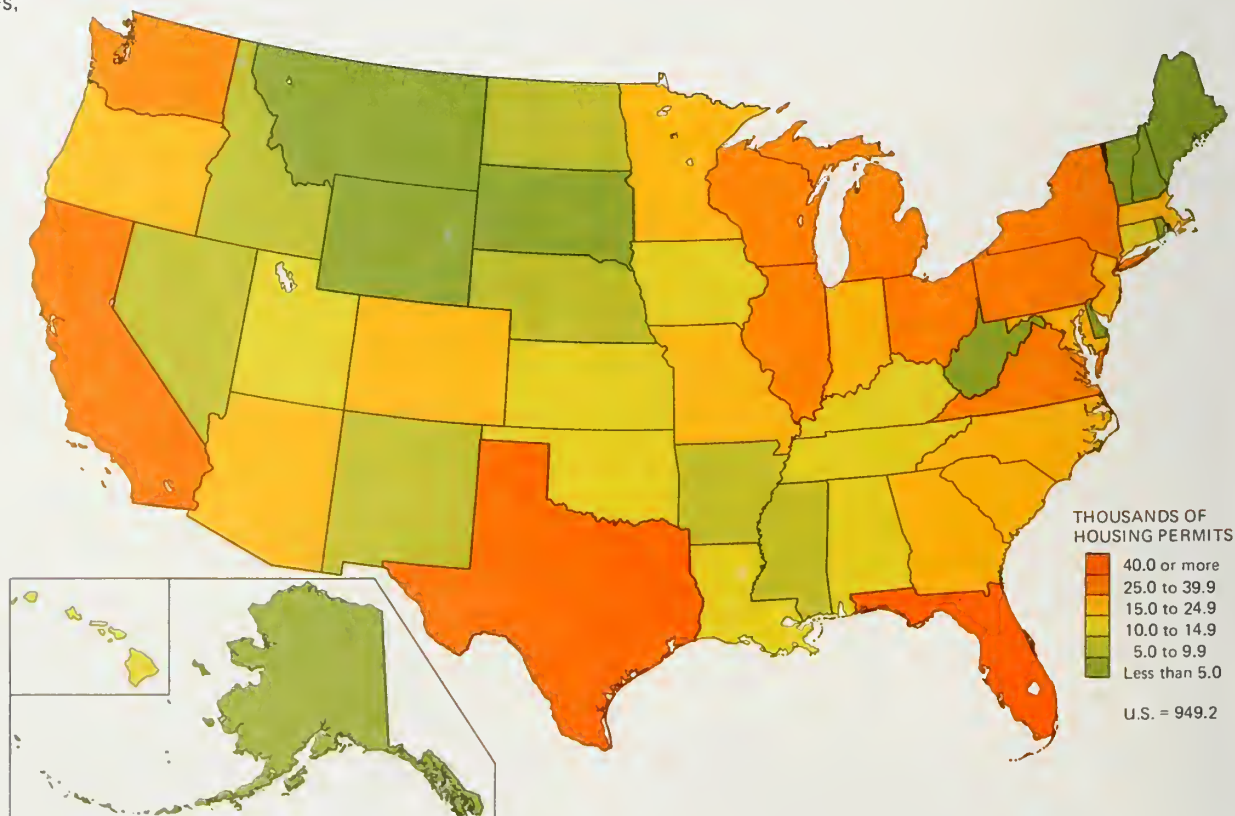 THOUSANDS OF
HOUSING PERMITS
40.0 or more
25.0 to 39.9
15.0 to 24.9
10.0 to 14.9
5.0 to 9.9
Less than 5.0
U.S. = 949.2